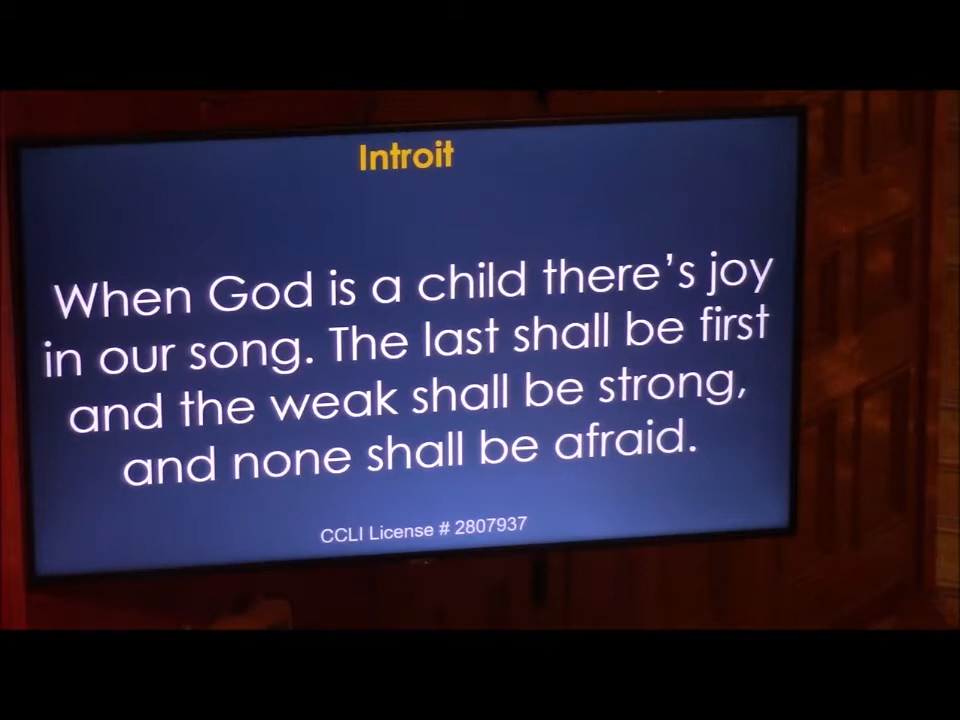 Introit
When God is a child there's joy
in our song. The last shall be first
and the weak shall be strong,
and none shall be afraid.
CCLI License # 2807937